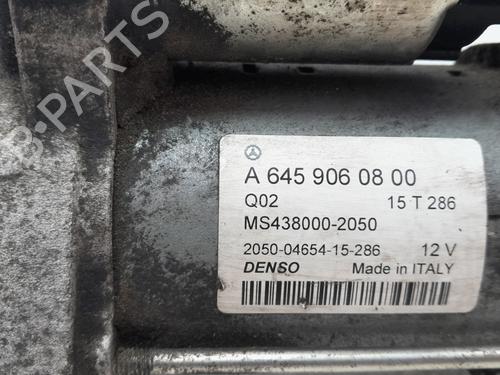 B-PARTS
A 645 906 08 00
Q02 15 T 286
MS438000-2050
2050-04654-15-286 12 V
DENSO Made in ITALY